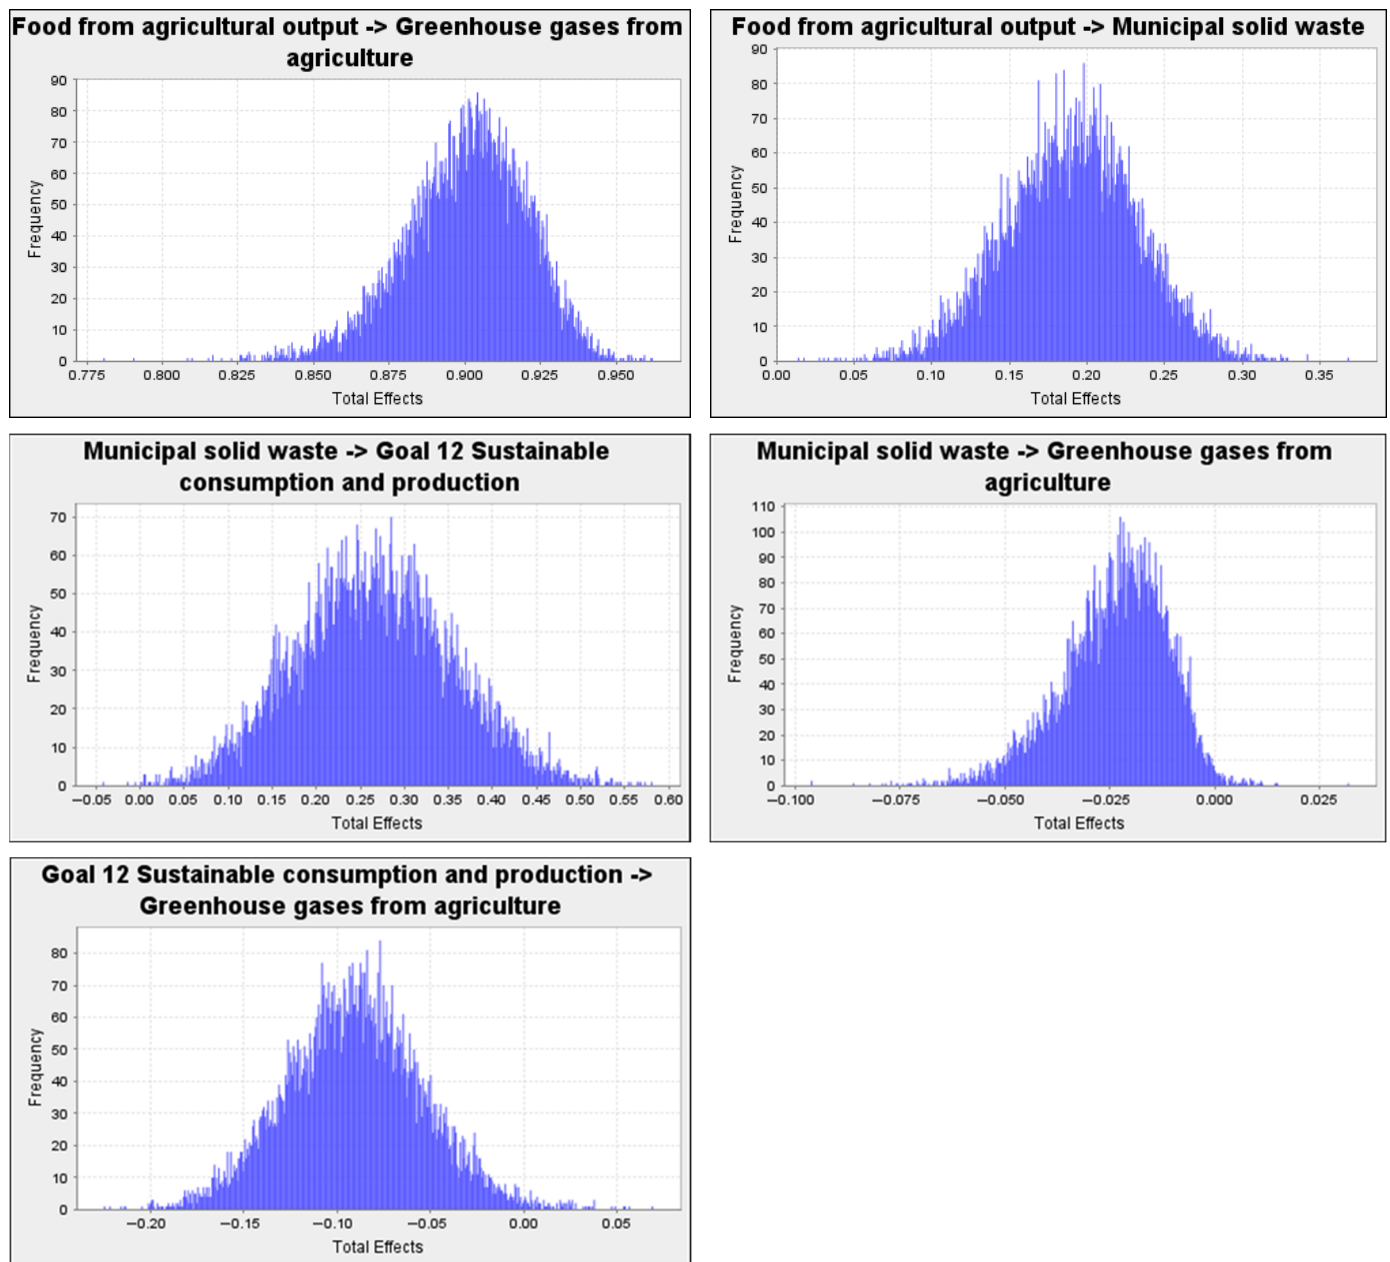 Food from agricultural output -> Greenhouse gases from
agriculture
90
80
70
60
50
40
30
20
10
0
Frequency
0.775 0.800 0.825 0.850 0.875 0.900 0.925 0.950
Total Effects
Food from agricultural output -> Municipal solid waste
90
80
70
60
50
40
30
20
10
0
Frequency
0.00 0.05 0.10 0.15 0.20 0.25 0.30 0.35
Total Effects
Municipal solid waste -> Goal 12 Sustainable
consumption and production
70
60
50
40
30
20
10
0
Frequency
−0.05 0.00 0.05 0.10 0.15 0.20 0.25 0.30 0.35 0.40 0.45 0.50 0.55 0.60
Total Effects
Municipal solid waste -> Greenhouse gases from
agriculture
110
100
90
80
70
60
50
40
30
20
10
0
Frequency
−0.100 −0.075 −0.050 −0.025 0.000 0.025
Total Effects
Goal 12 Sustainable consumption and production ->
Greenhouse gases from agriculture
80
70
60
50
40
30
20
10
0
Frequency
−0.20 −0.15 −0.10 −0.05 0.00 0.05
Total Effects